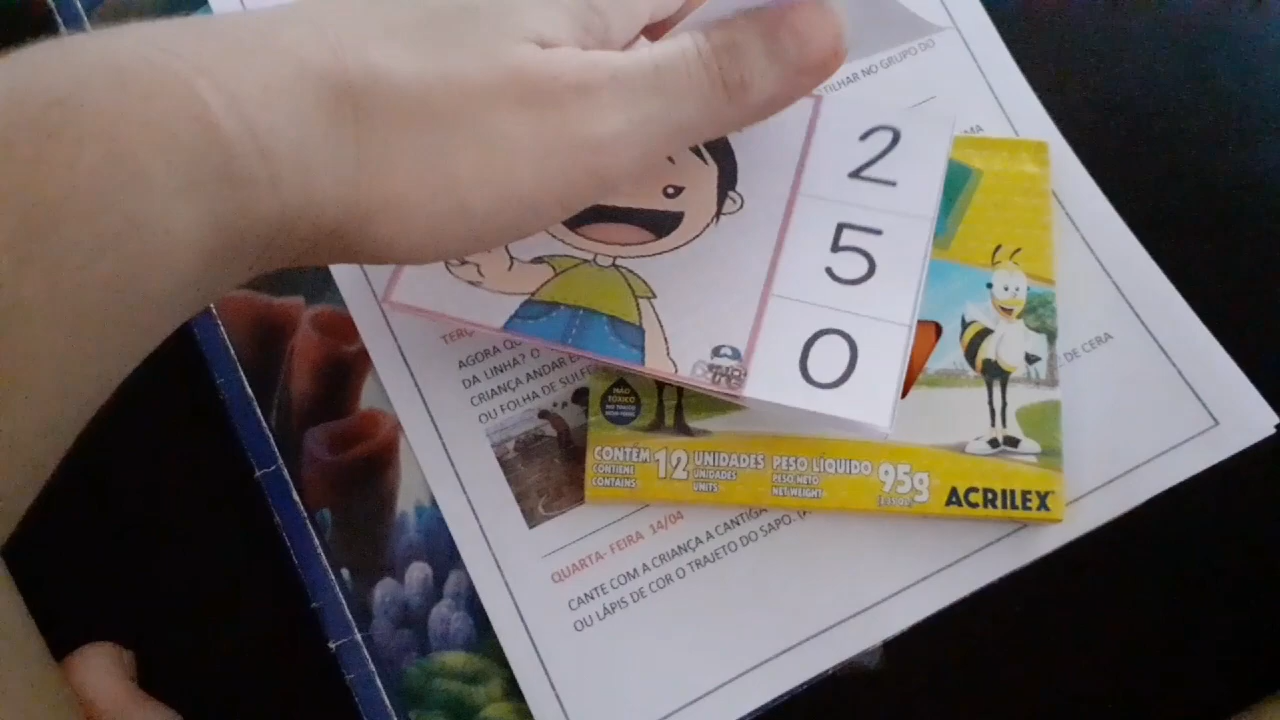 TILHAR NO GRUPO DO
MA
2
5
0
DE CERA
AGORA QU
DA LINHA? O
CRIANÇA ANDAR E
OU FOLHA DE SULF
NÃO
TÓXICO
CONTÉM 12 UNIDADES PESO LÍQUIDO 95g
CONTIENE UNIDADES PESO NETO
CONTAINS UNITS NET WEIGHT
ACRILEX
QUARTA- FEIRA 14/04
CANTE COM A CRIANÇA A CANTIGA
OU LÁPIS DE COR O TRAJETO DO SAPO.